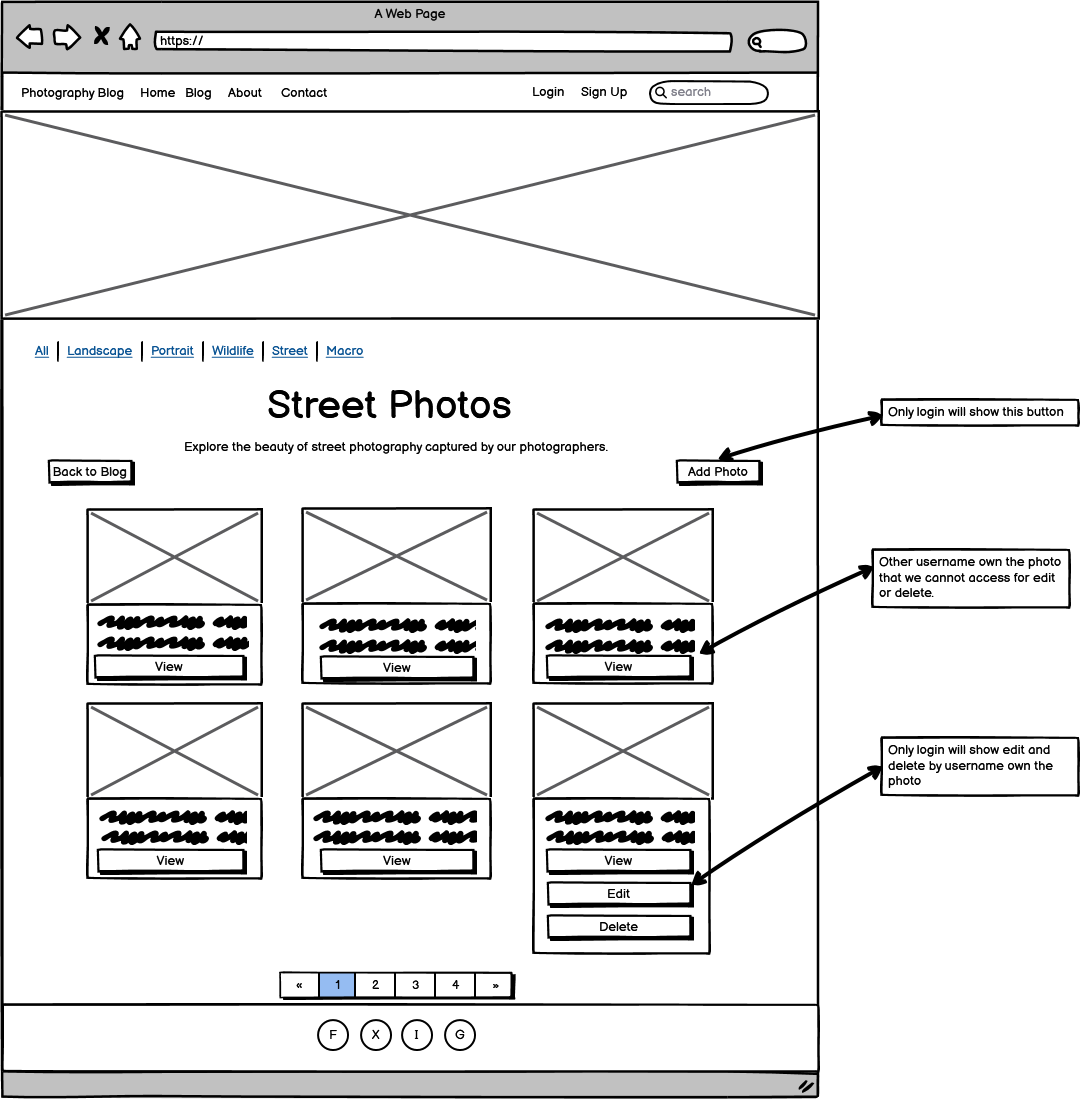 A Web Page
https://
Photography Blog Home Blog About Contact Login Sign Up search
All Landscape Portrait Wildlife Street Macro
Street Photos
Only login will show this button
Explore the beauty of street photography captured by our photographers.
Back to Blog Add Photo
Other username own the photo
that we cannot access for edit
or delete.
View View View
Only login will show edit and
delete by username own the
photo
View View View
Edit
Delete
« 1 2 3 4 »
F X I G